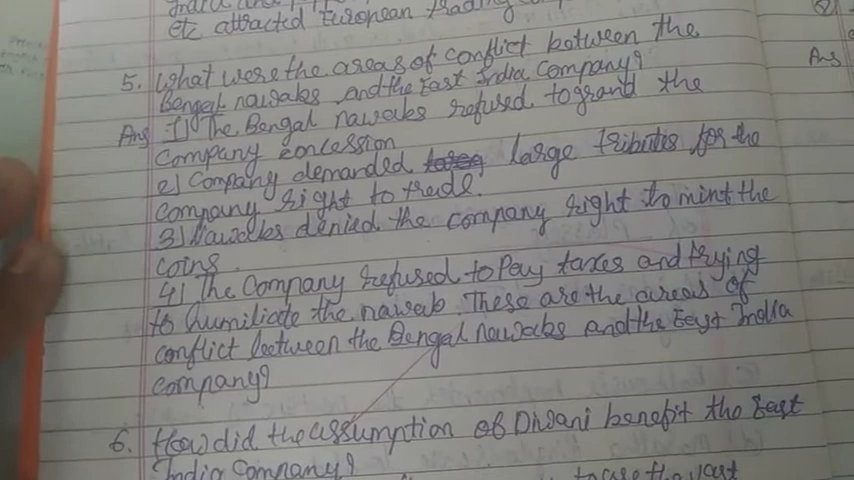 etc attracted European trading
5. What were the areas of conflict between the
Bengal nawabs and the East India Company?
Ans 1) The Bengal nawabs refused to grand the
Company concession
2) Company demanded large tributes for the
Company right to trade.
3) Nawabs denied the company right to mint the
coins.
4) The Company refused to Pay taxes and trying
to humiliate the nawab. These are the areas of
conflict between the Bengal nawabs and the East India
company?
6. How did the assumption of Diwani benefit the East
India Company?
Ans